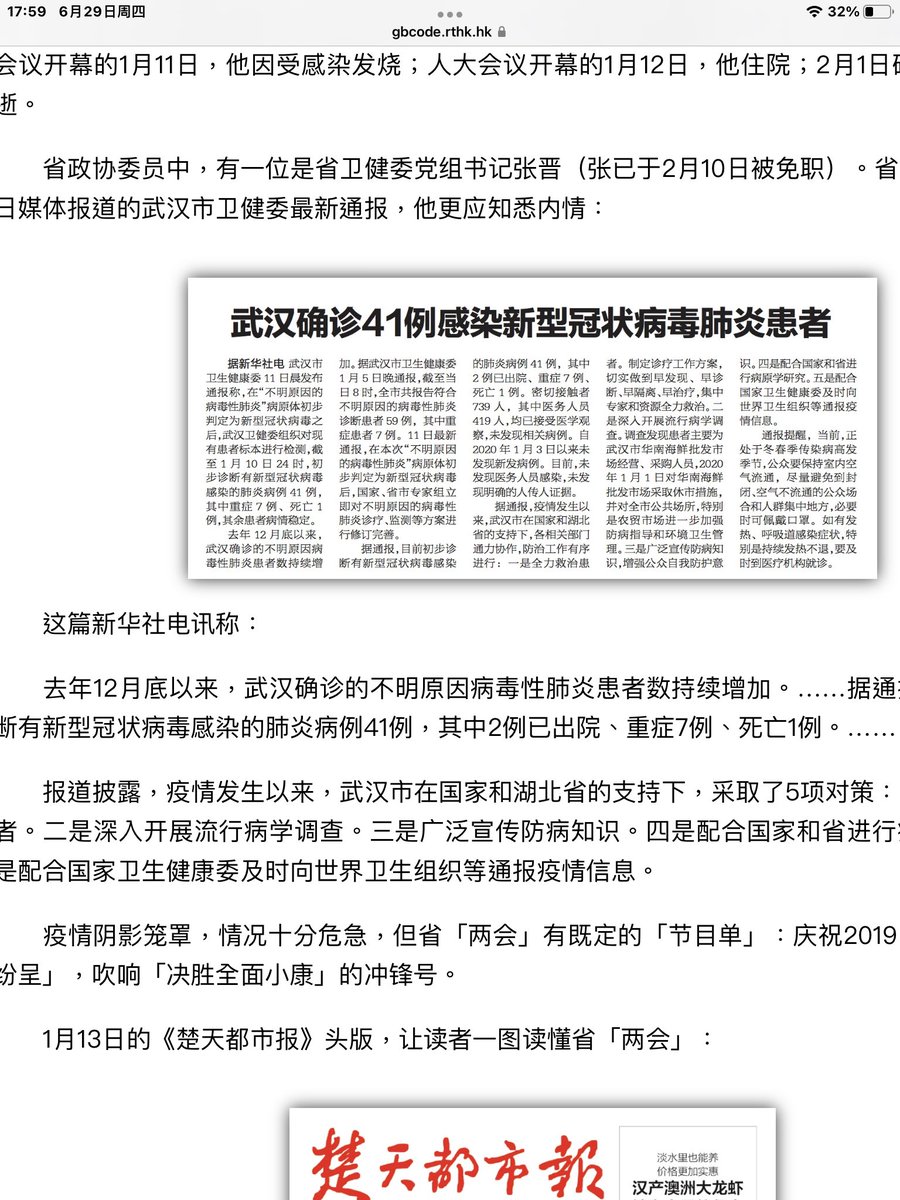 17:59 6月29日周四
32%
gbcode.rthk.hk
会议开幕的1月11日，他因受感染发烧；人大会议开幕的1月12日，他住院；2月1日
逝。
省政协委员中，有一位是省卫健委党组书记张晋（张已于2月10日被免职）。省
日媒体报道的武汉市卫健委最新通报，他更应知悉内情：
武汉确诊41例感染新型冠状病毒肺炎患者
据新华社电 武汉市
卫生健康委11日晨发布
通报称，在“不明原因的
病毒性肺炎”病原体初步
判定为新型冠状病毒之
后，武汉卫健委组织对现
有患者标本进行检测，截
至1月10日24时，初
步诊断有新型冠状病毒
感染的肺炎病例41例，
其中重症7例、死亡1
例，其余患者病情稳定。
去年12月底以来，
武汉确诊的不明原因病
毒性肺炎患者数持续增
加。据武汉市卫生健康委
1月5日晚通报，截至当
日8时，全市共报告符合
不明原因的病毒性肺炎
诊断患者59例，其中重
症患者7例。11日最新
通报，在本次“不明原因
的病毒性肺炎”病原体初
步判定为新型冠状病毒
后，国家、省市专家组立
即对不明原因的病毒性
肺炎诊疗、监测等方案进
行修订完善。
据通报，目前初步诊
断有新型冠状病毒感染
的肺炎病例41例，其中
2例已出院、重症7例、
死亡1例。密切接触者
739人，其中医务人员
419人，均已接受医学观
察，未发现相关病例。自
2020年1月3日以来未
发现新发病例。目前，未
发现医务人员感染，未发
现明确的人传人证据。
据通报，疫情发生以
来，武汉市在国家和湖北
省的支持下，各相关部门
通力协作，防治工作有序
进行：一是全力救治患
者。制定诊疗工作方案，
切实做到早发现、早诊
断、早隔离、早治疗，集中
专家和资源全力救治。二
是深入开展流行病学调
查。调查发现患者主要为
武汉市华南海鲜批发市
场经营、采购人员，2020
年1月1日对华南海鲜
批发市场采取休市措施，
并对全市公共场所，特别
是农贸市场进一步加强
防病指导和环境卫生管
理。三是广泛宣传防病知
识，增强公众自我防护意
识。四是配合国家和省进
行病原学研究。五是配合
国家卫生健康委及时向
世界卫生组织等通报疫
情信息。
通报提醒，当前，正
处于冬春季传染病高发
季节，公众要保持室内空
气流通，尽量避免到封
闭、空气不流通的公众场
合和人群集中地方，必要
时可佩戴口罩。如有发
热、呼吸道感染症状，特
别是持续发热不退，要及
时到医疗机构就诊。
这篇新华社电讯称：
去年12月底以来，武汉确诊的不明原因病毒性肺炎患者数持续增加。……据通
断有新型冠状病毒感染的肺炎病例41例，其中2例已出院、重症7例、死亡1例。……
报道披露，疫情发生以来，武汉市在国家和湖北省的支持下，采取了5项对策：
者。二是深入开展流行病学调查。三是广泛宣传防病知识。四是配合国家和省进行
是配合国家卫生健康委及时向世界卫生组织等通报疫情信息。
疫情阴影笼罩，情况十分危急，但省「两会」有既定的「节目单」：庆祝2019
纷呈」，吹响「决胜全面小康」的冲锋号。
1月13日的《楚天都市报》头版，让读者一图读懂省「两会」：
楚天都市報
淡水里也能养
价格更加实惠
汉产澳洲大龙虾